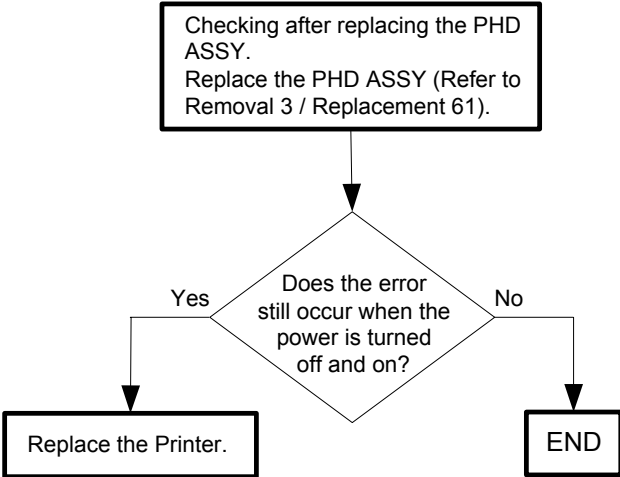 Checking after replacing the PHD
ASSY.
Replace the PHD ASSY (Refer to
Removal 3 / Replacement 61).
Does the error
still occur when the
power is turned
off and on?
Yes
No
Replace the Printer.
END